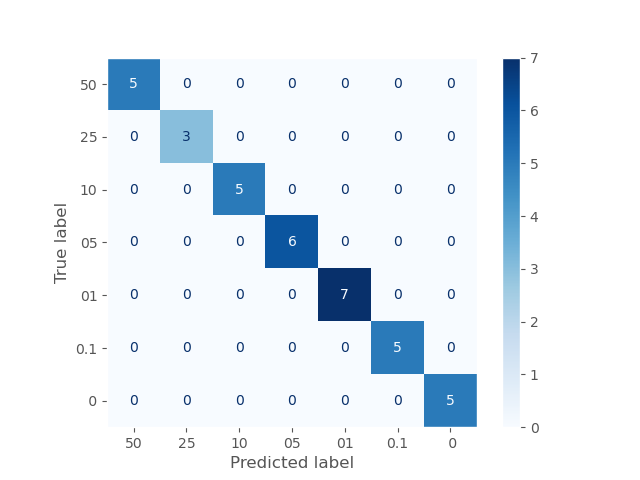 50 5 0 0 0 0 0 0
25 0 3 0 0 0 0 0
10 0 0 5 0 0 0 0
05 0 0 0 6 0 0 0
01 0 0 0 0 7 0 0
0.1 0 0 0 0 0 5 0
0 0 0 0 0 0 0 5
50 25 10 05 01 0.1 0
Predicted label
True label
7
6
5
4
3
2
1
0